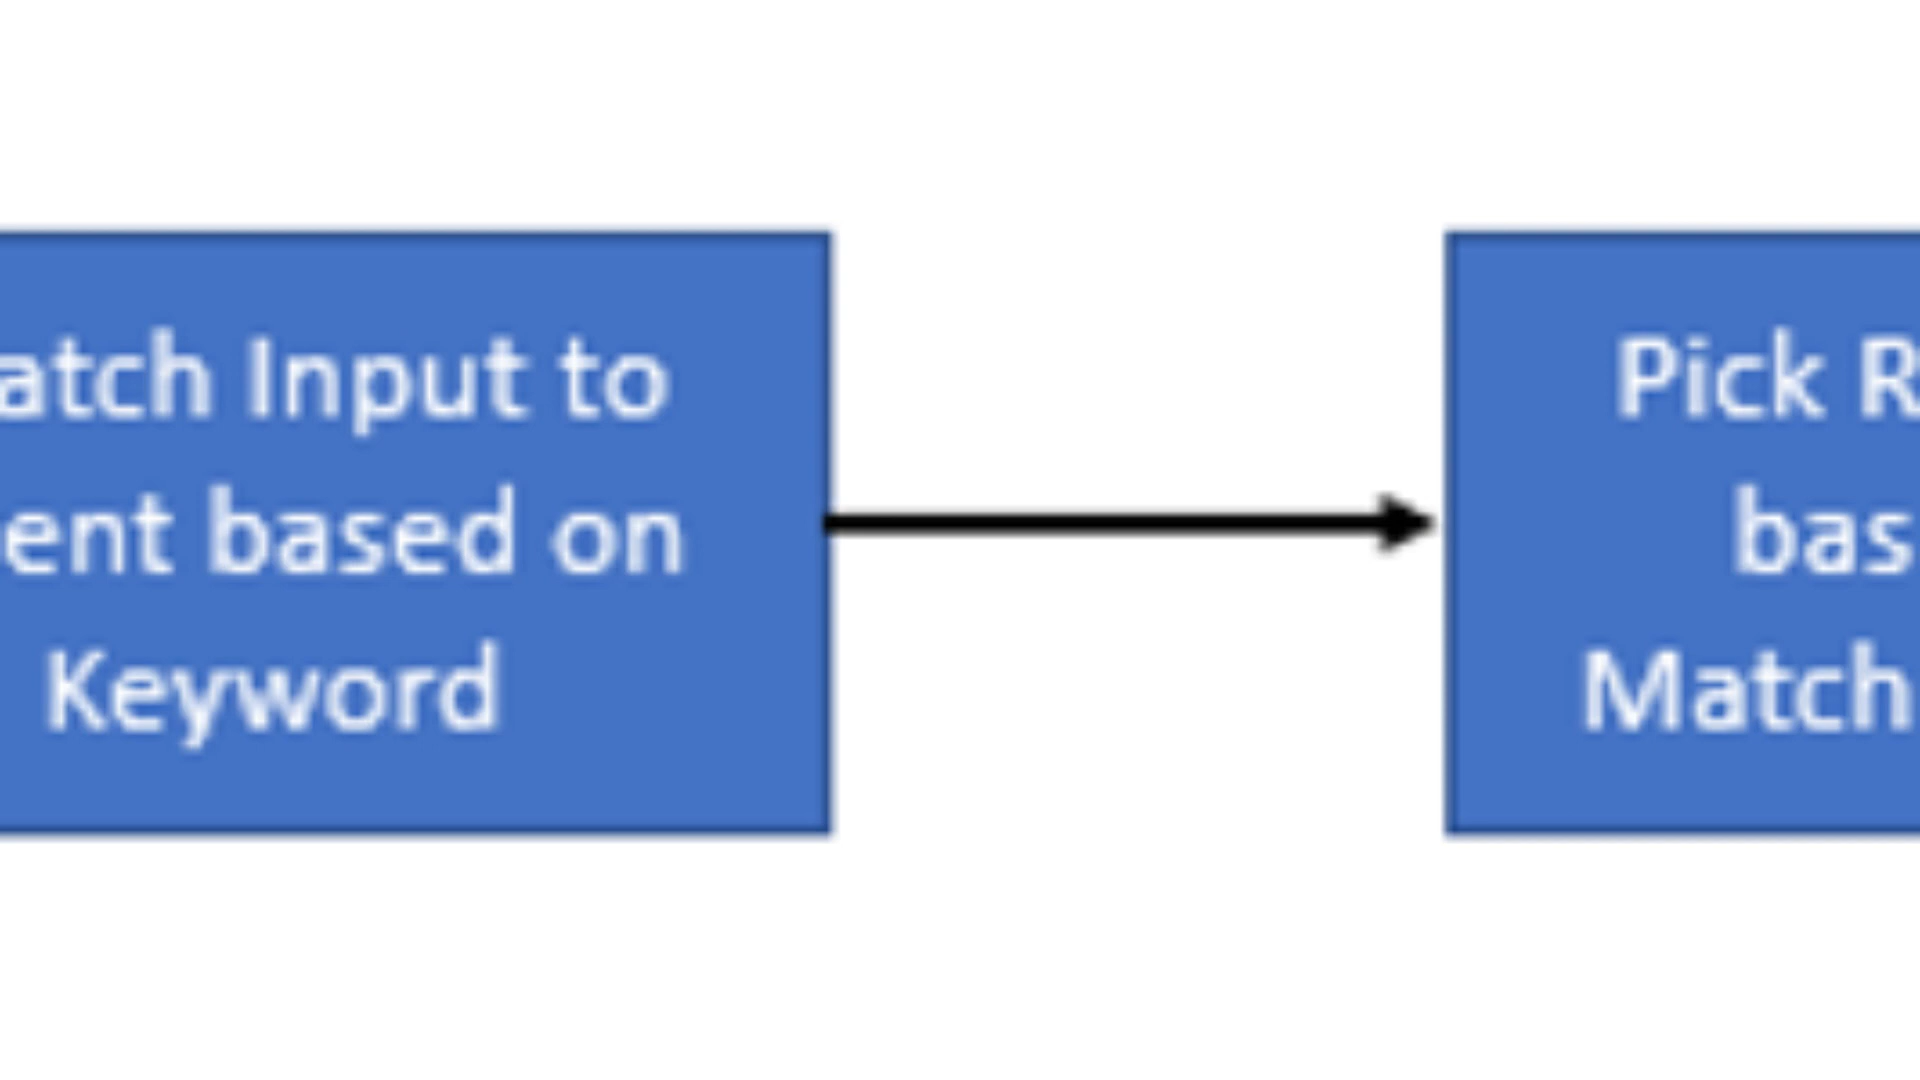 atch Input to
ent based on
Keyword
Pick R
bas
Match